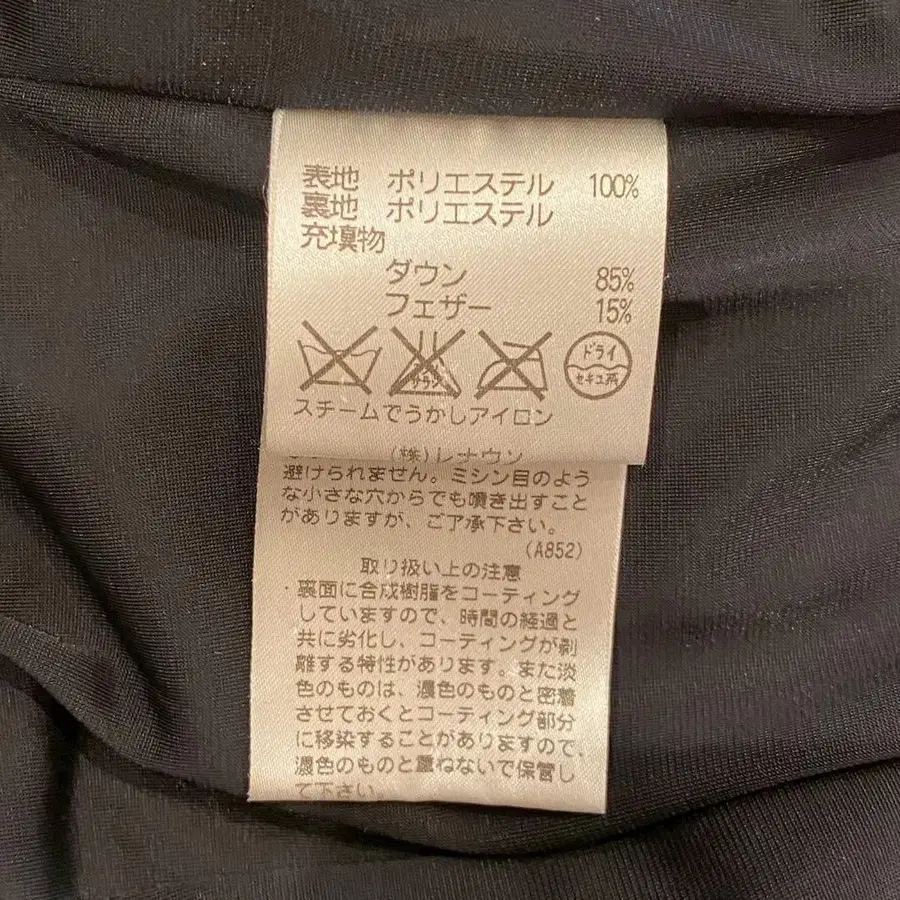 表地 ポリエステル 100%
裏地 ポリエステル
充填物
ダウン 85%
フェザー 15%
ドライ
セキユ系
スチームでうかしアイロン
(株)レナウン
避けられません。ミシン目のよう
な小さな穴からでも噴き出すこと
がありますが、ご了承下さい。
(A852)
取り扱い上の注意
・裏面に合成樹脂をコーティング
していますので、時間の経過と
共に劣化し、コーティングが剥
離する特性があります。また淡
色のものは、濃色のものと密着
させておくとコーティング部分
に移染することがありますので、
濃色のものと重ねないで保管し
て下さい。